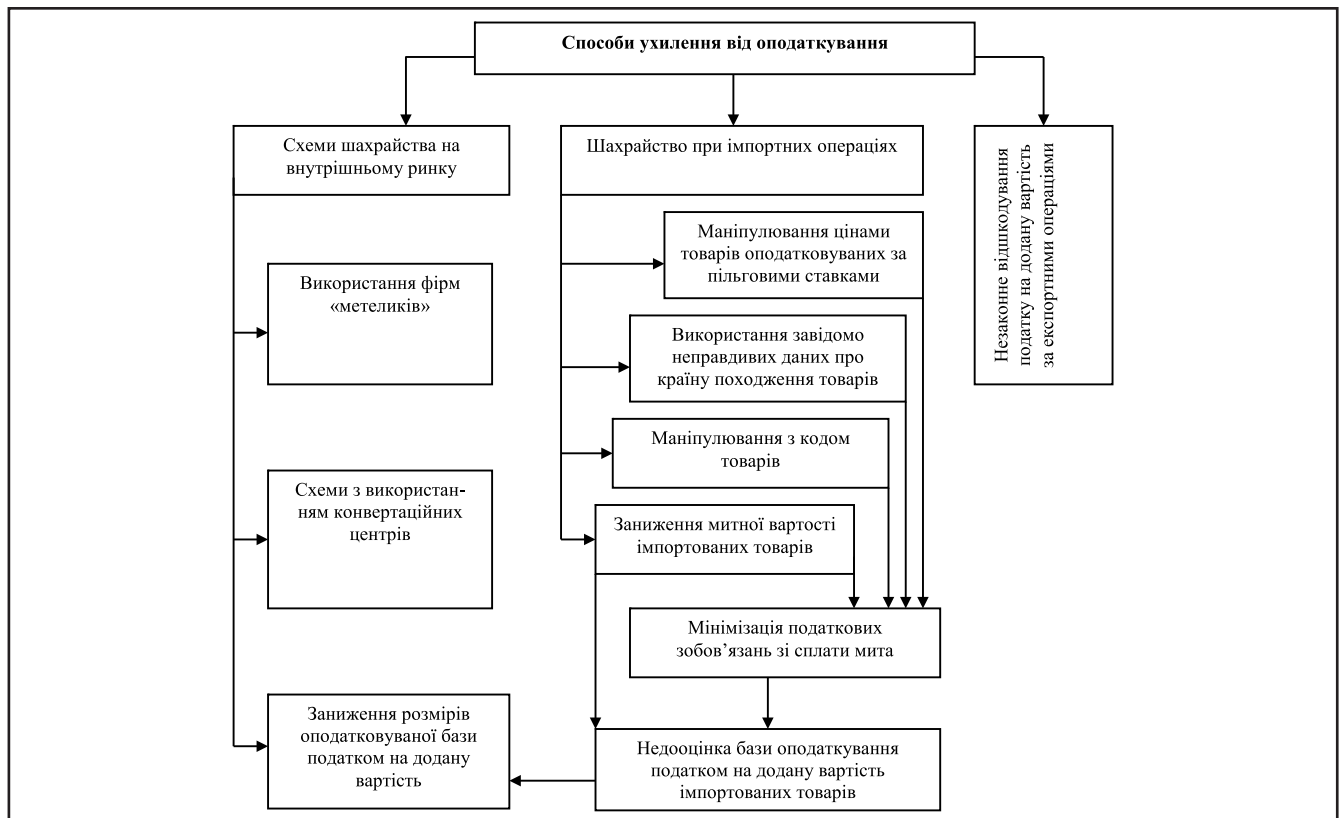 Способи ухилення від оподаткування
Схеми шахрайства на
внутрішньому ринку
Шахрайство при імпортних операціях
Незаконне відшкодування
податку на додану вартість
за експортними операціями
Маніпулювання цінами
товарів оподатковуваних за
пільговими ставками
Використання фірм
«метеликів»
Використання завідомо
неправдивих даних про
країну походження товарів
Маніпулювання з кодом
товарів
Схеми з використан-
ням конвертаційних
центрів
Заниження митної вартості
імпортованих товарів
Мінімізація податкових
зобов’язань зі сплати мита
Заниження розмірів
оподатковуваної бази
податком на додану
вартість
Недооцінка бази оподаткування
податком на додану вартість
імпортованих товарів